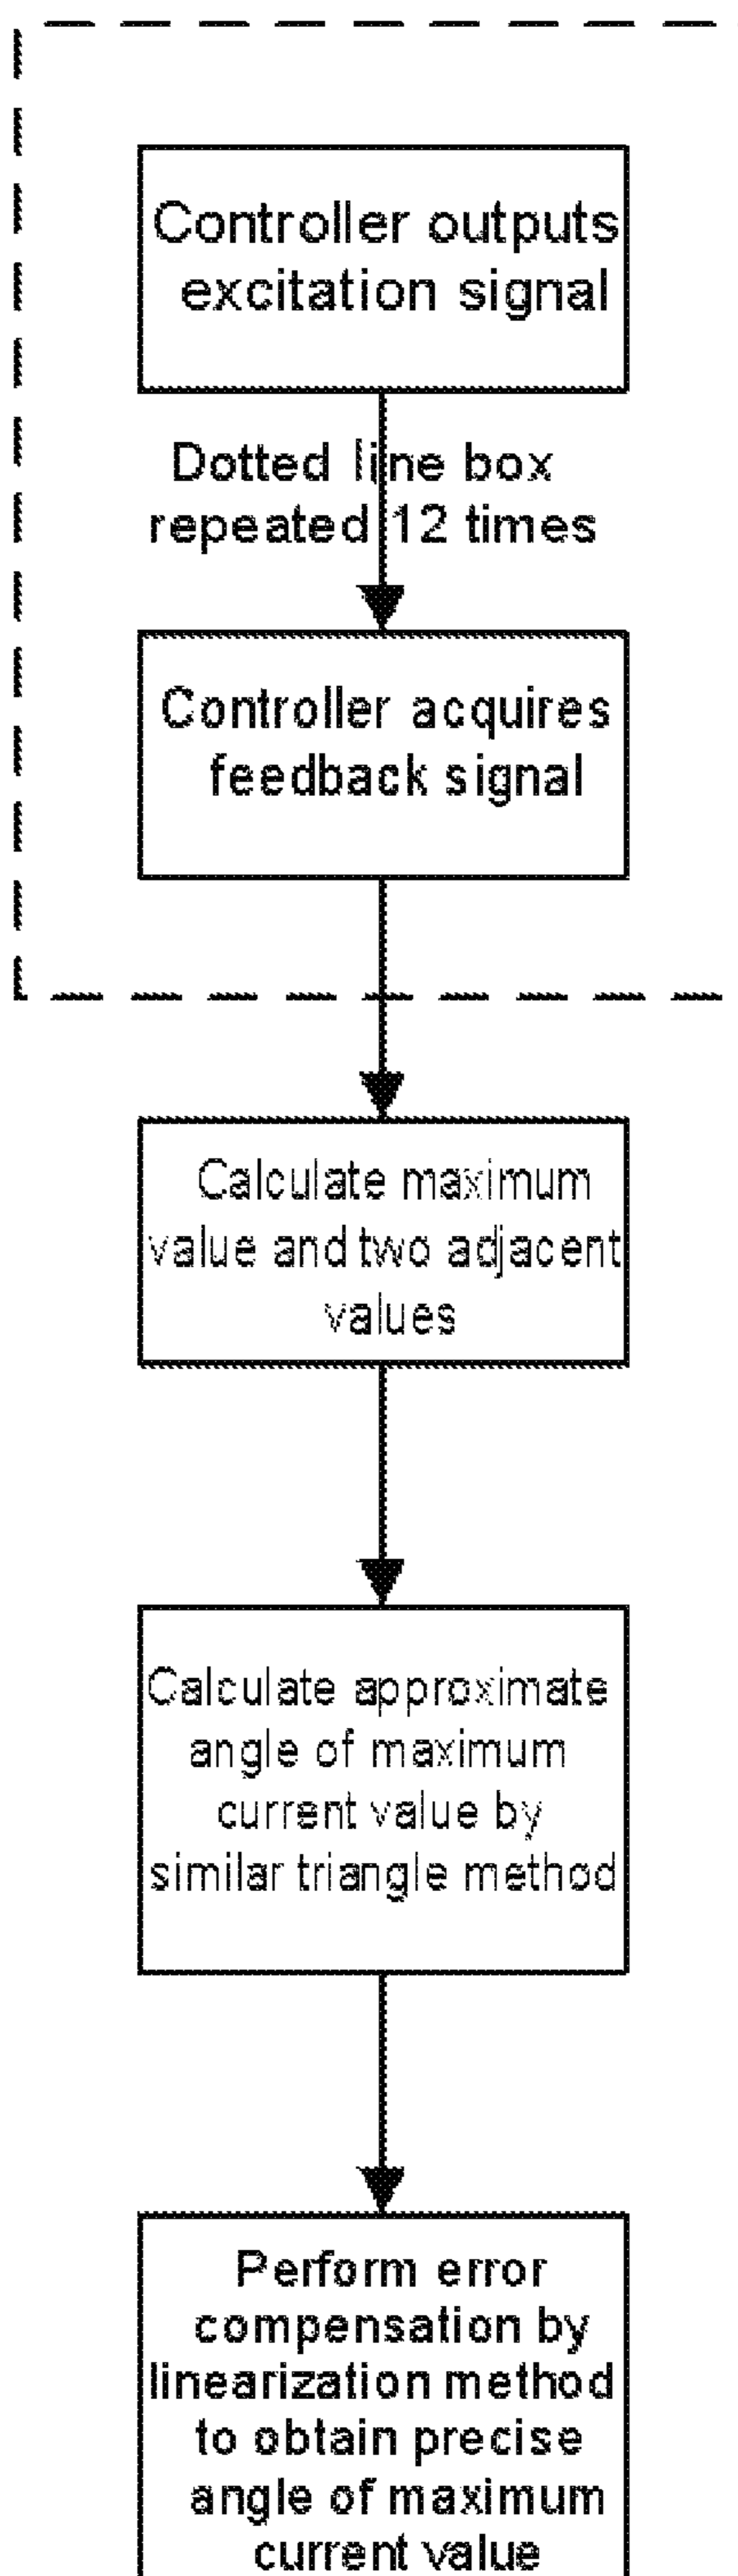 Controller outputs
excitation signal
Dotted line box
repeated 12 times
Controller acquires
feedback signal
Calculate maximum
value and two adjacent
values
Calculate approximate
angle of maximum
current value by
similar triangle method
Perform error
compensation by
linearization method
to obtain precise
angle of maximum
current value